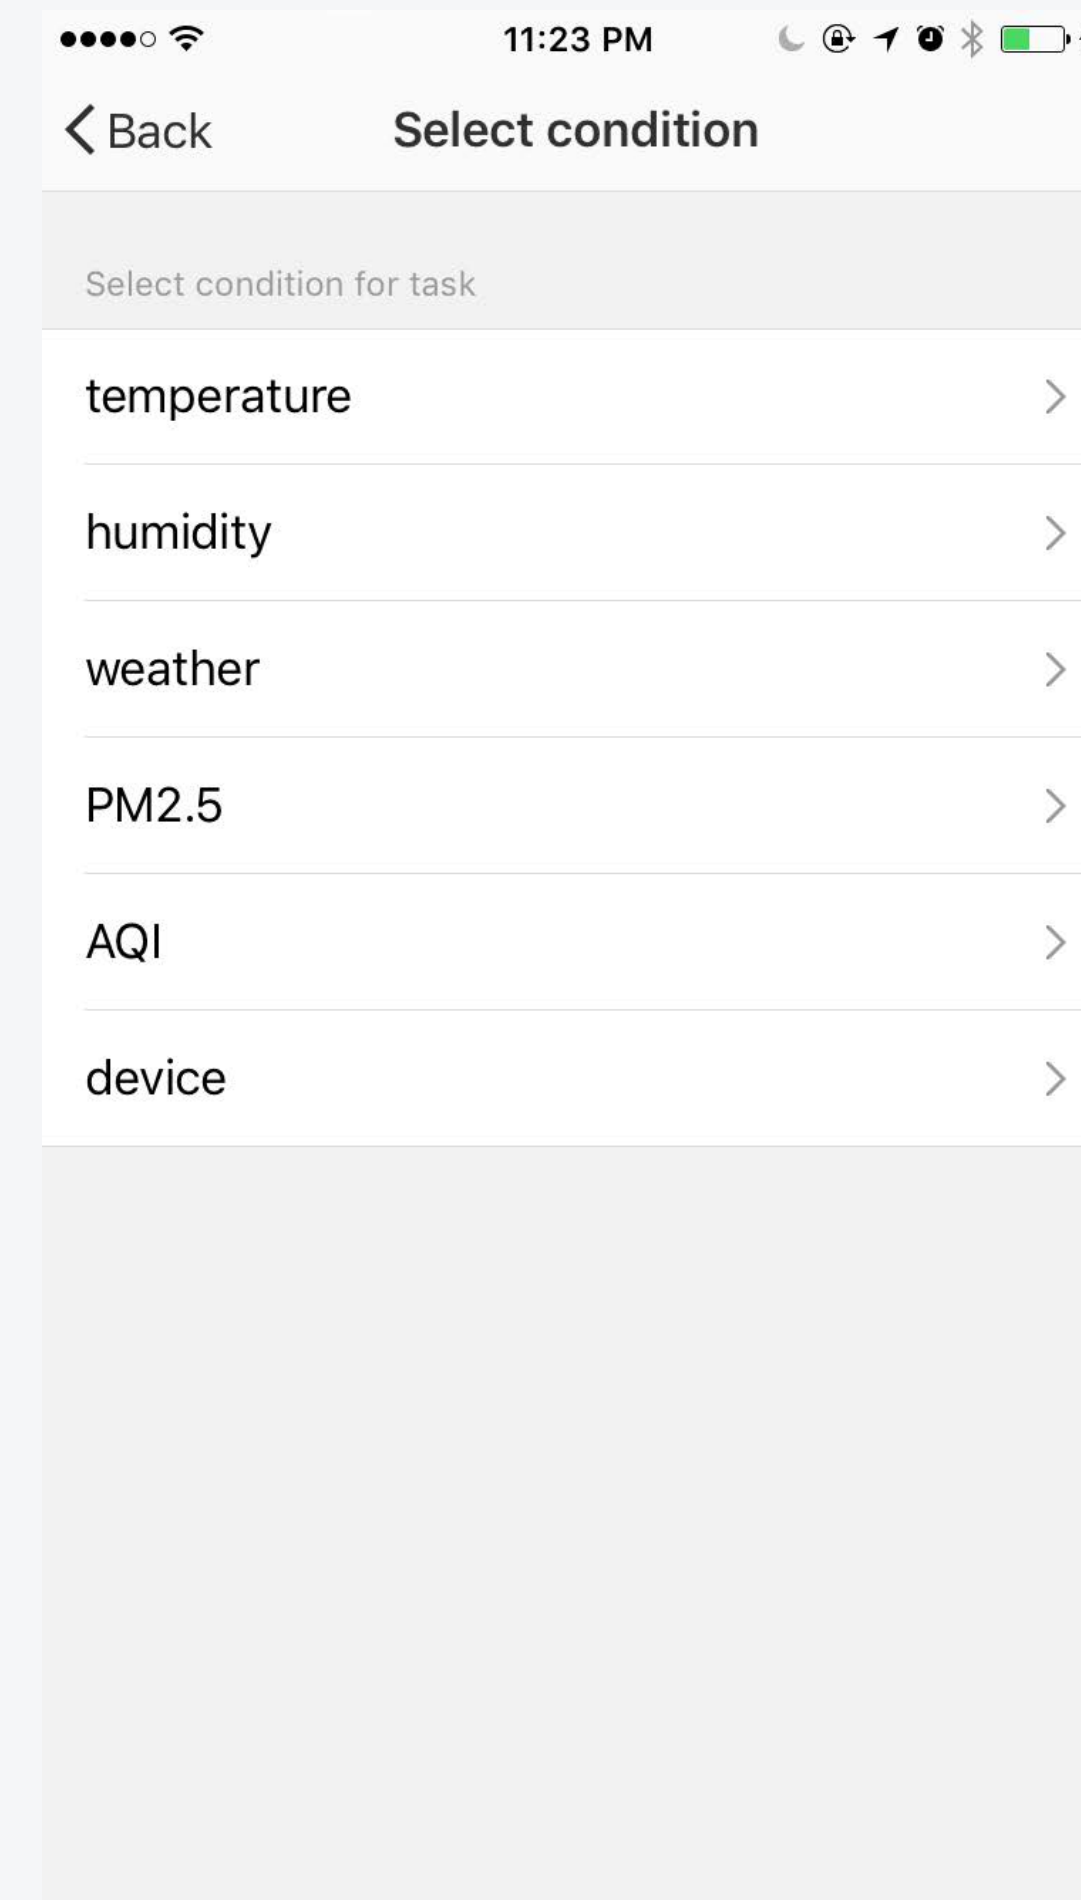 11:23 PM
Back
Select condition
Select condition for task
temperature
humidity
weather
PM2.5
AQI
device